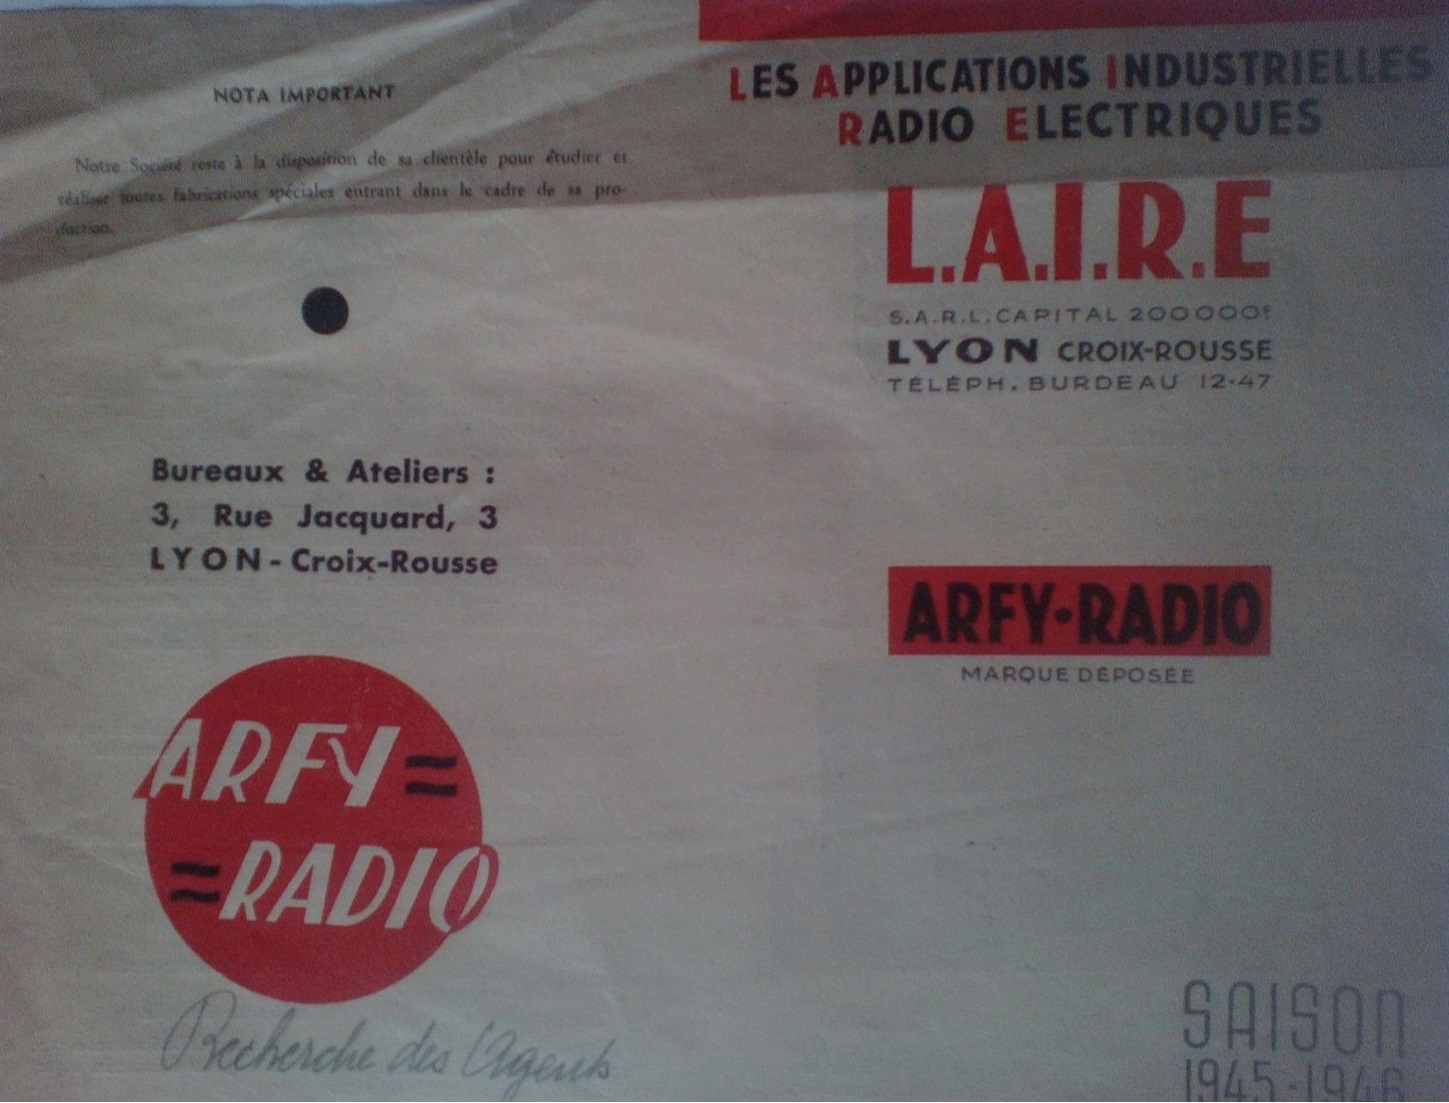 NOTA IMPORTANT
Notre Société reste à la disposition de sa clientèle pour étudier et
réaliser toutes fabrications spéciales entrant dans le cadre de sa pro-
duction.
Bureaux & Ateliers :
3, Rue Jacquard, 3
LYON - Croix-Rousse
ARFY=
=RADIO
Recherche des Agents
LES APPLICATIONS INDUSTRIELLES
RADIO ELECTRIQUES
L.A.I.R.E
S.A.R.L. CAPITAL 200000F
LYON CROIX-ROUSSE
TÉLÉPH. BURDEAU 12·47
ARFY·RADIO
MARQUE DÉPOSÉE
SAISON
1945-1946